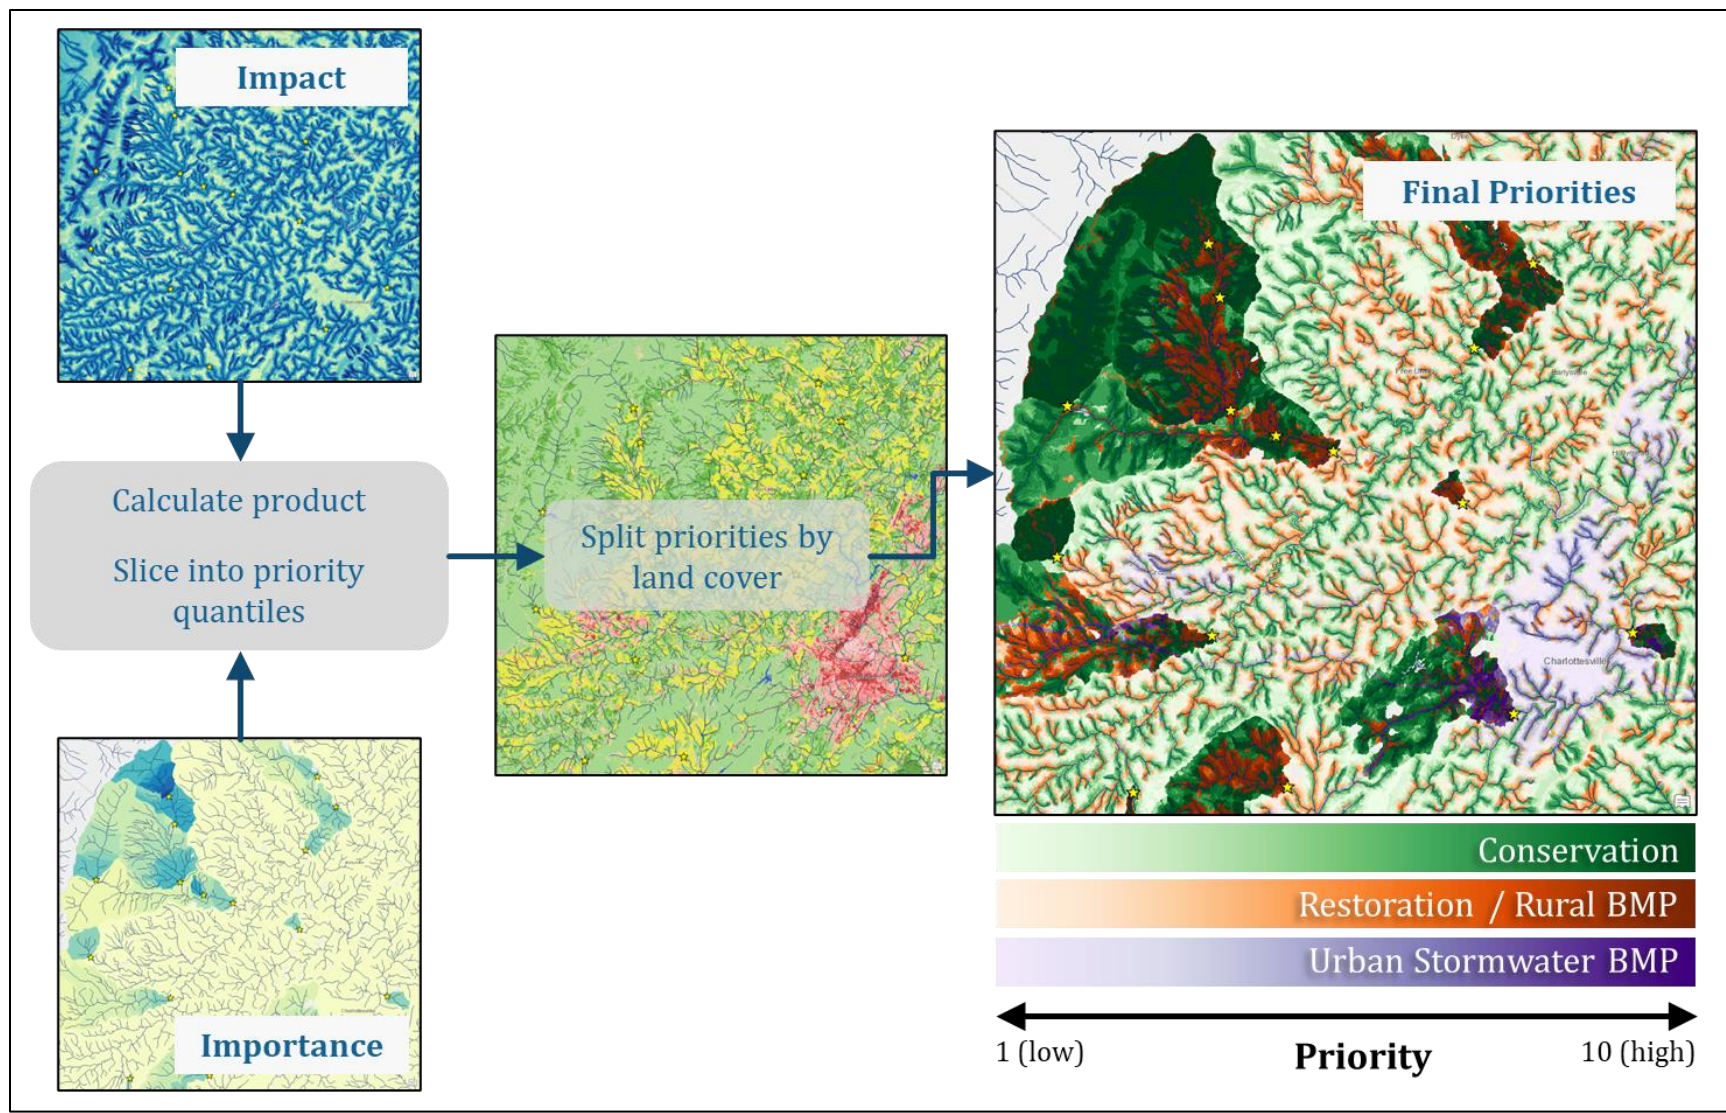 Impact
Calculate product
Slice into priority
quantiles
Importance
Split priorities by
land cover
Final Priorities
Charlottesville
Conservation
Restoration / Rural BMP
Urban Stormwater BMP
1 (low)
Priority
10 (high)